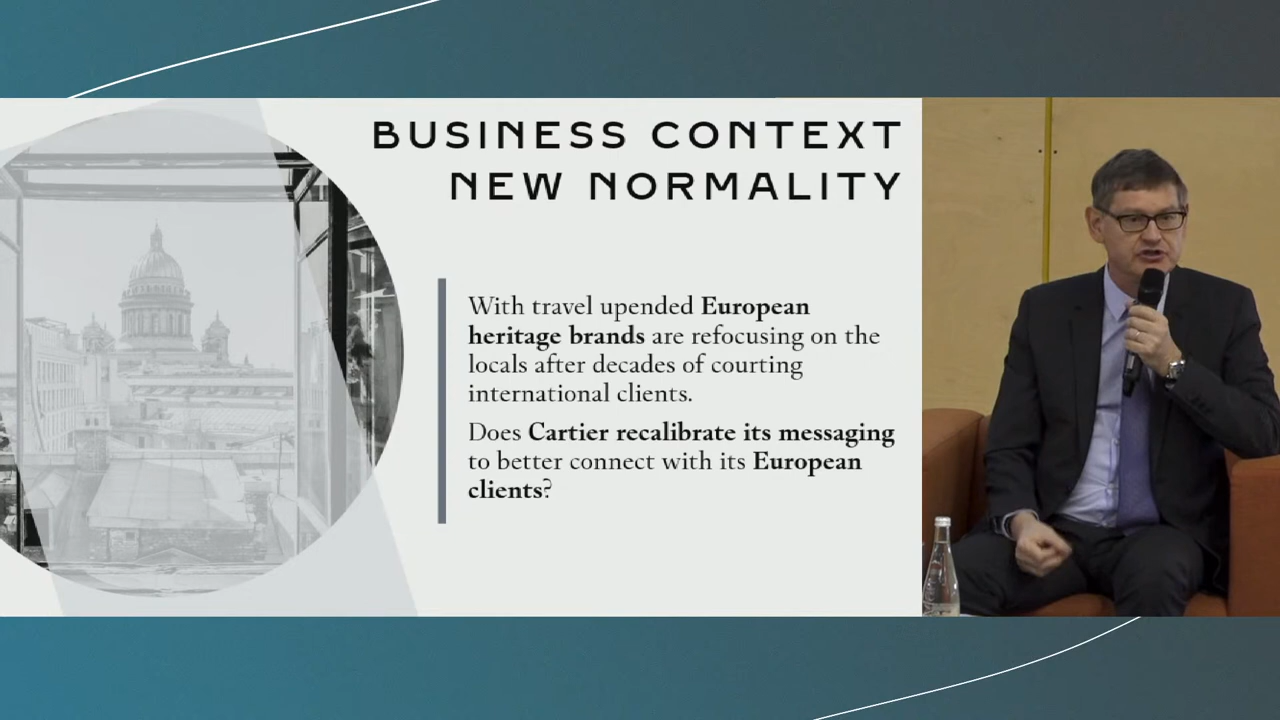 BUSINESS CONTEXT
NEW NORMALITY
With travel upended European
heritage brands are refocusing on the
locals after decades of courting
international clients.
Does Cartier recalibrate its messaging
to better connect with its European
clients?